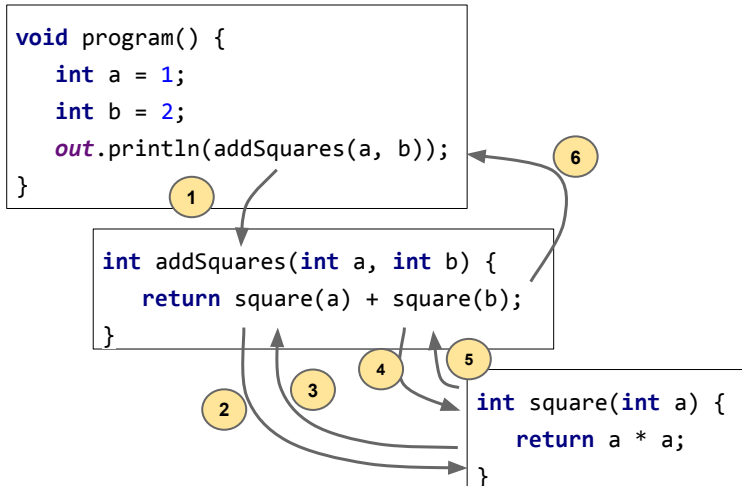 void program() {
int a = 1;
int b = 2;
out.println(addSquares(a, b));
}
1
6
int addSquares(int a, int b) {
return square(a) + square(b);
}
2
3
4
5
int square(int a) {
return a * a;
}